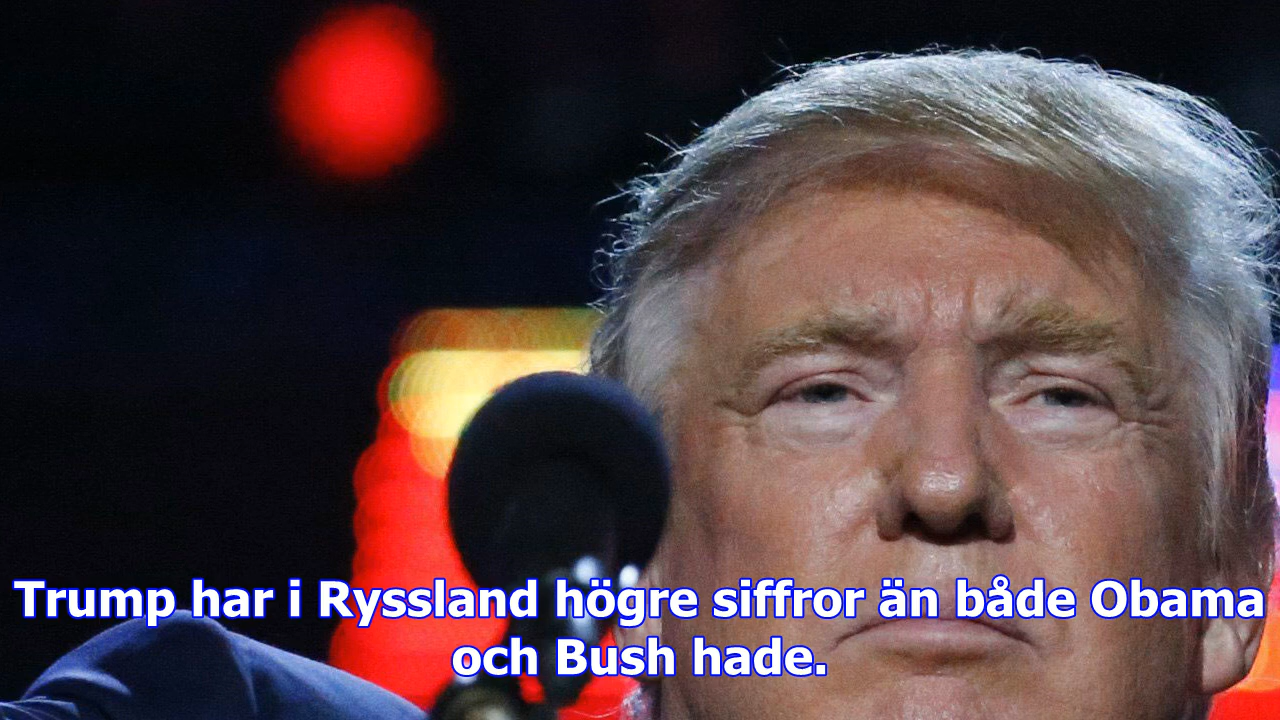 Trump har i Ryssland högre siffror än både Obama
och Bush hade.